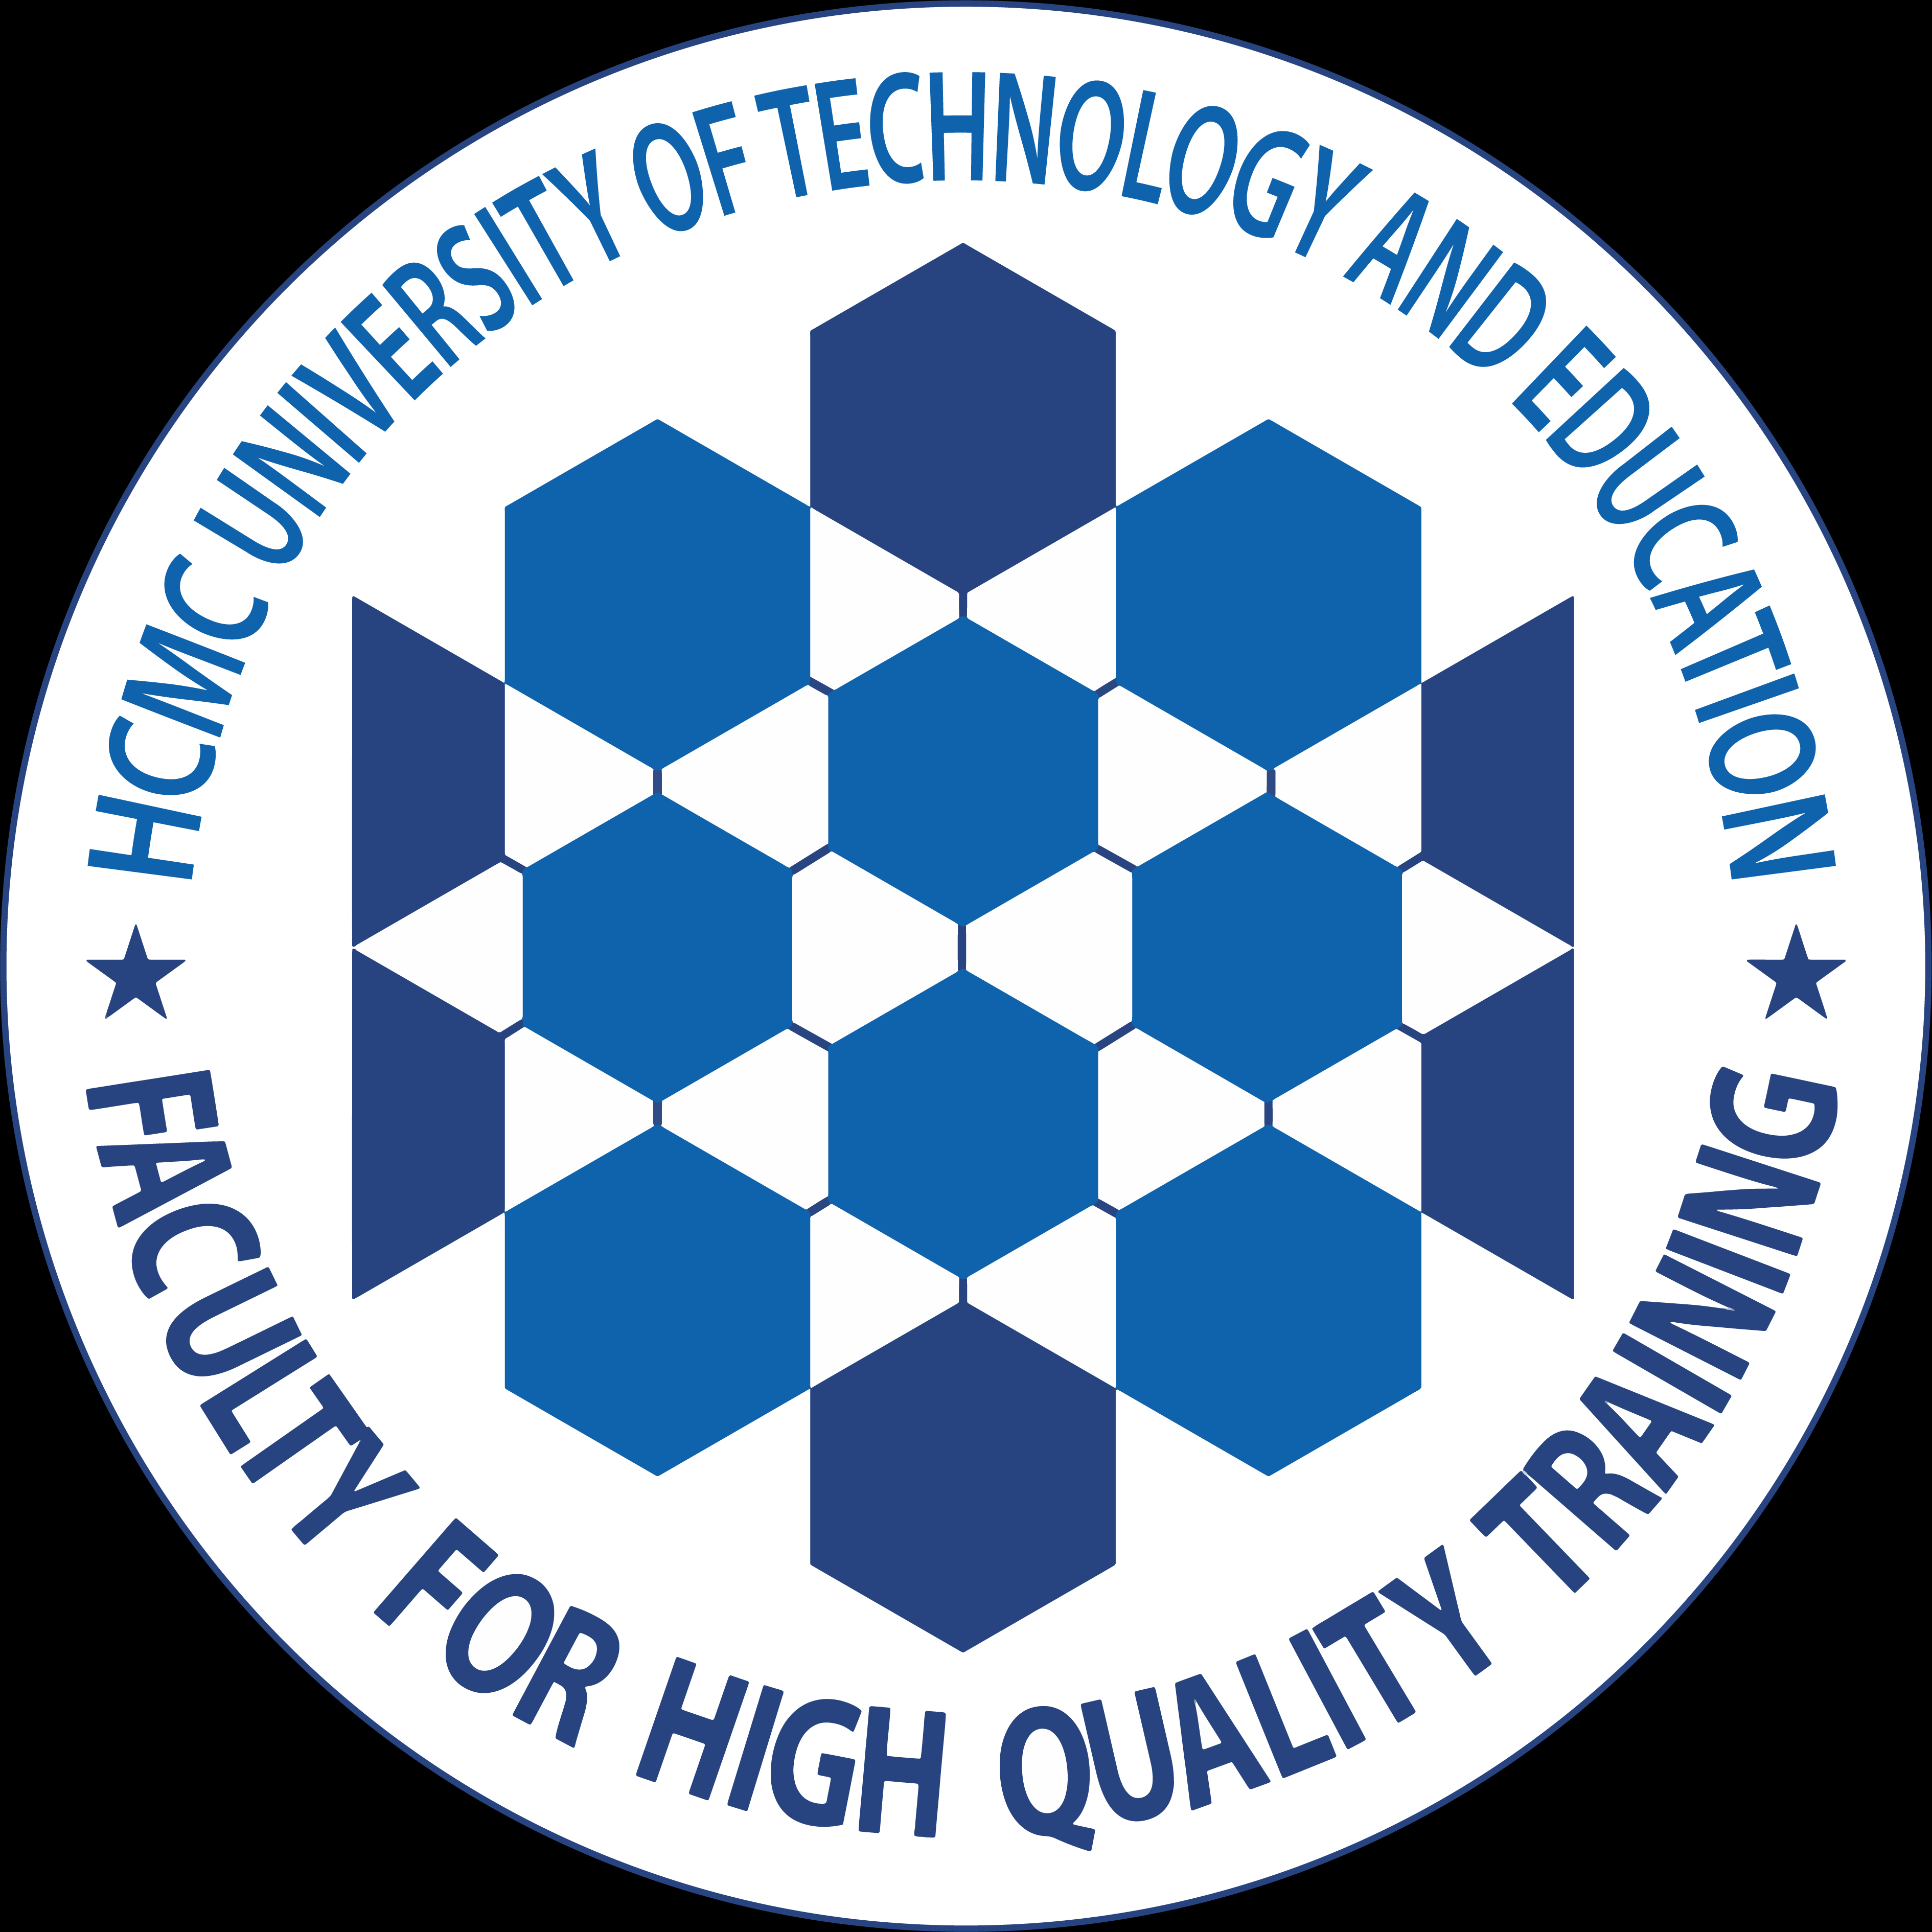 HCMC UNIVERSITY OF TECHNOLOGY AND EDUCATION
FACULTY FOR HIGH QUALITY TRAINING